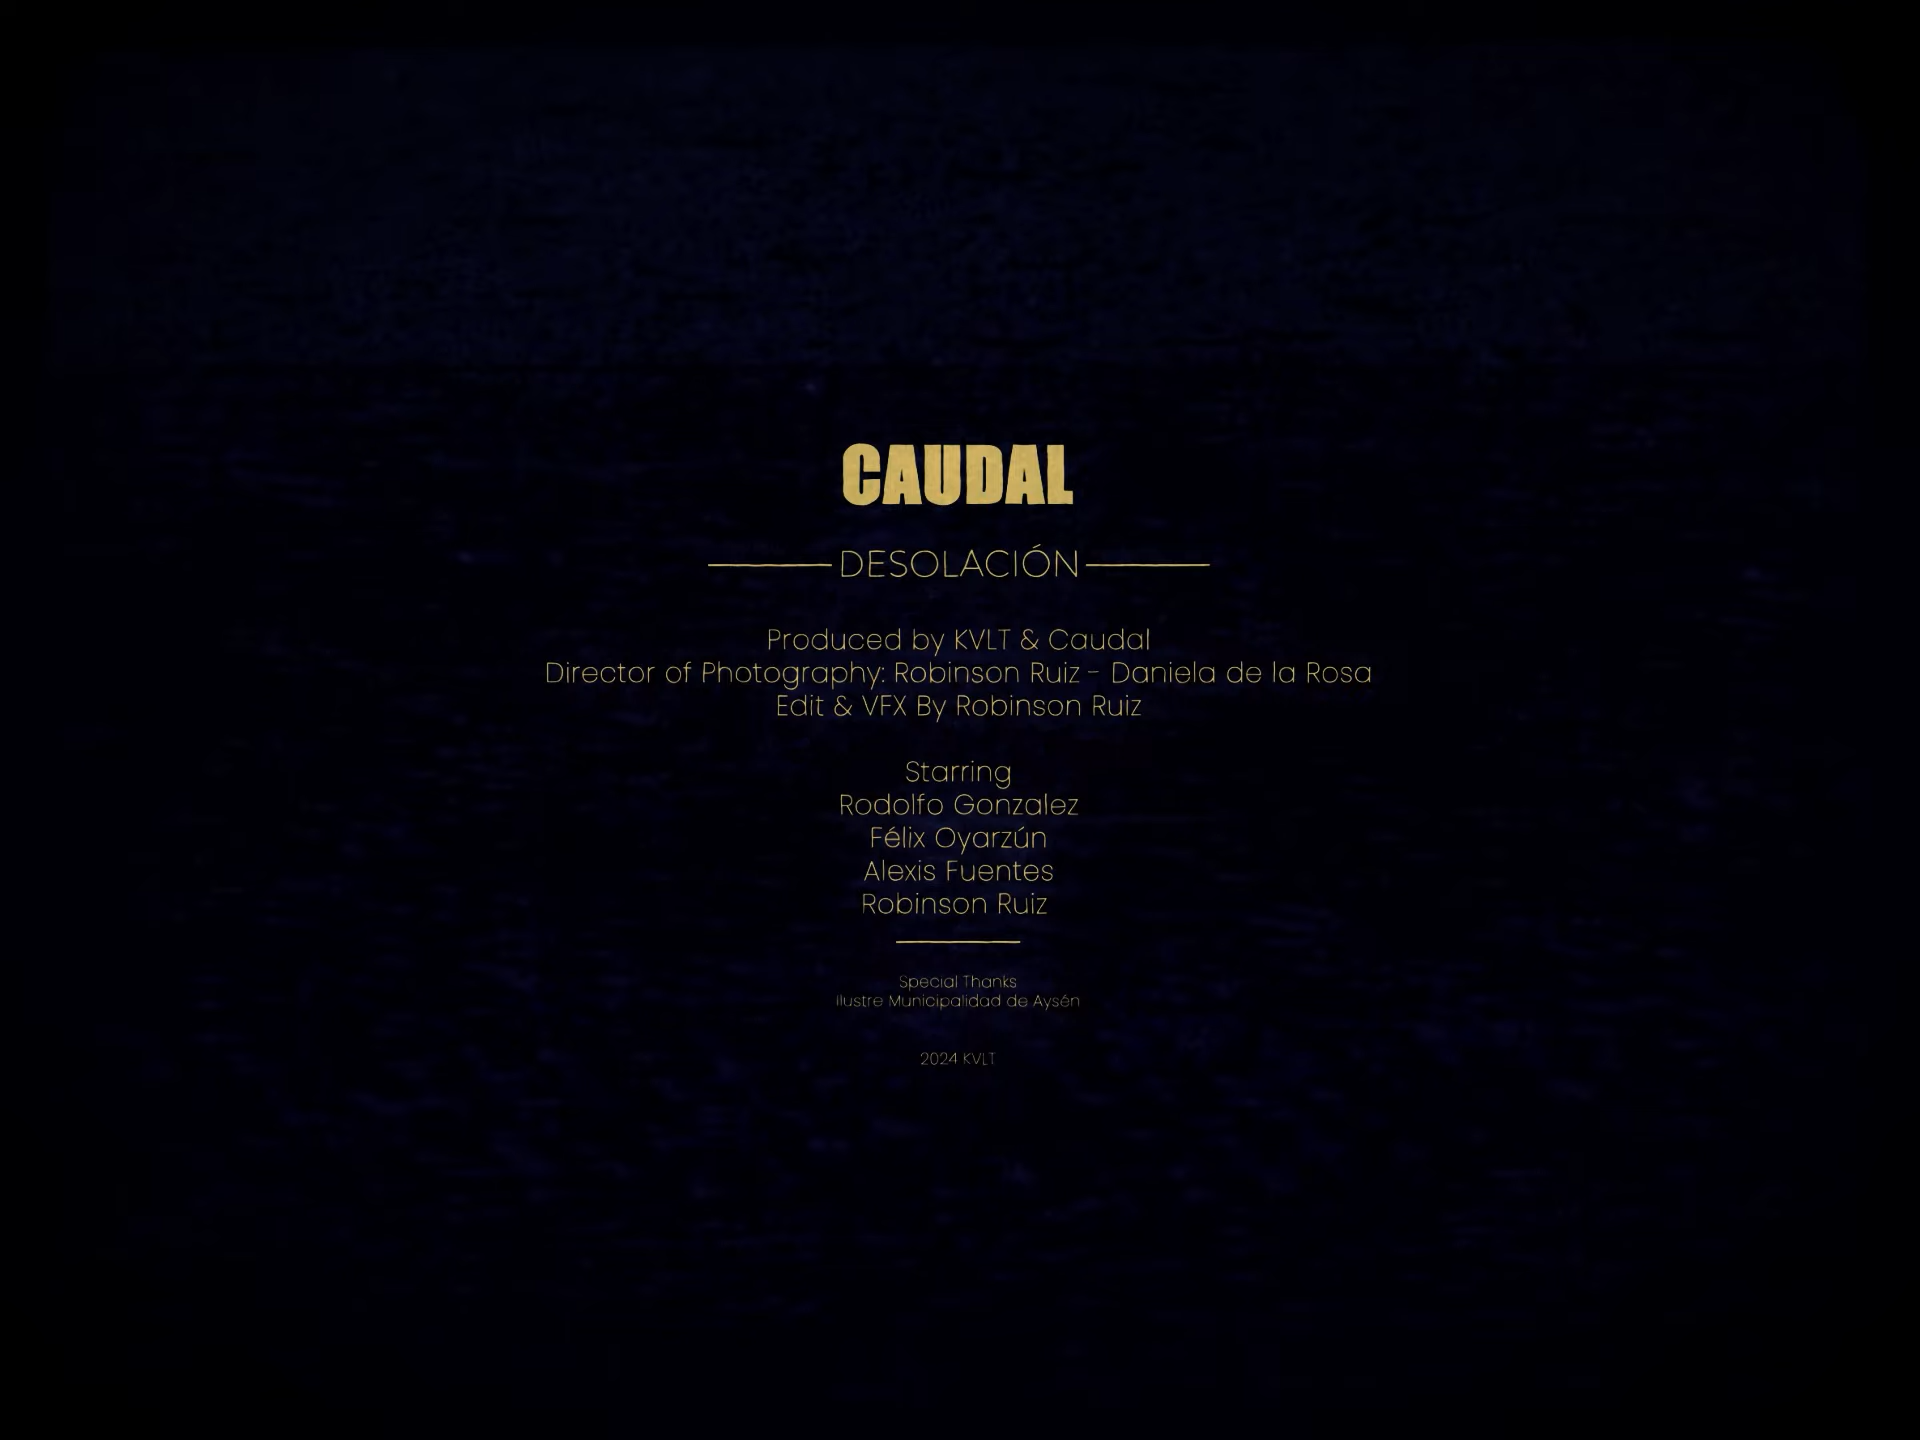 CAUDAL
DESOLACIÓN
Produced by KVLT & Caudal
Director of Photography: Robinson Ruiz - Daniela de la Rosa
Edit & VFX By Robinson Ruiz
Starring
Rodolfo Gonzalez
Félix Oyarzún
Alexis Fuentes
Robinson Ruiz
Special Thanks
Ilustre Municipalidad de Aysén
2024 KVLT